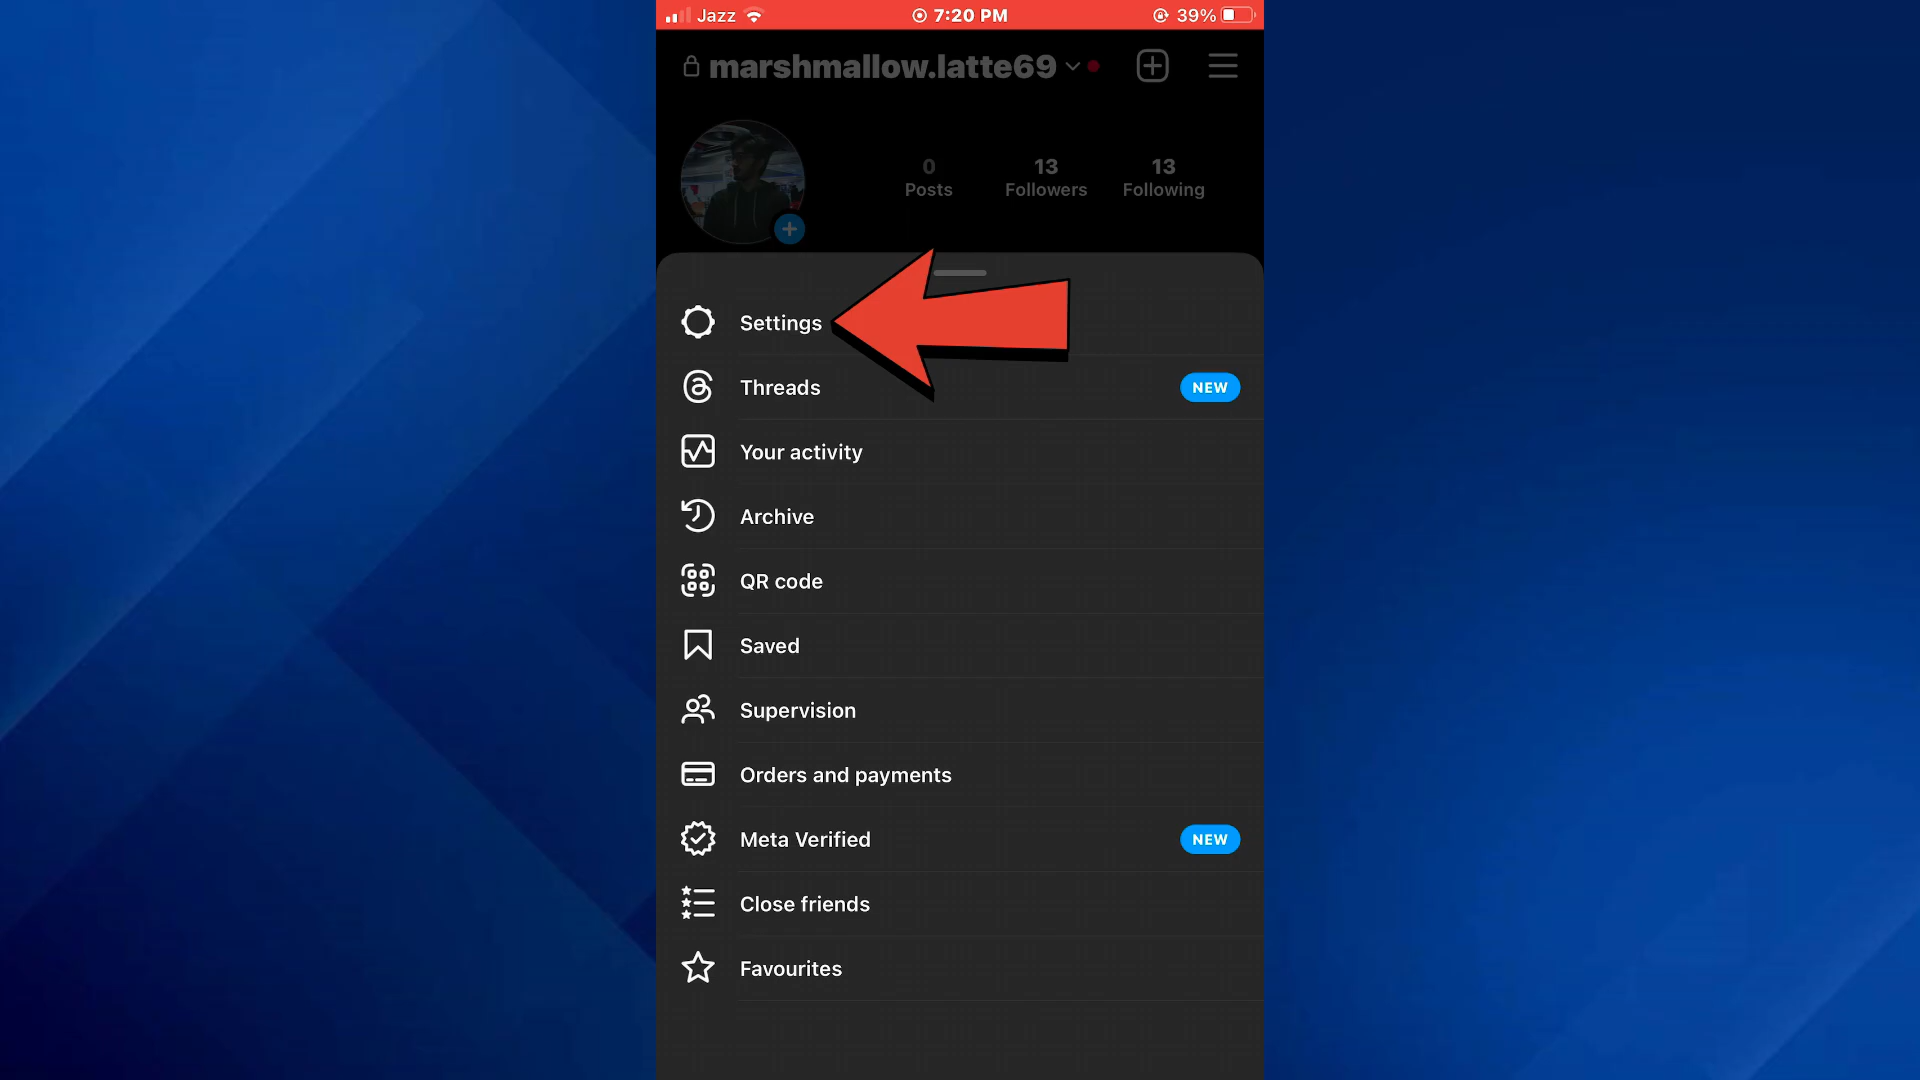 Jazz 7:20 PM 39%
marshmallow.latte69
0 13 13
Posts Followers Following
Settings
Threads NEW
Your activity
Archive
QR code
Saved
Supervision
Orders and payments
Meta Verified NEW
Close friends
Favourites